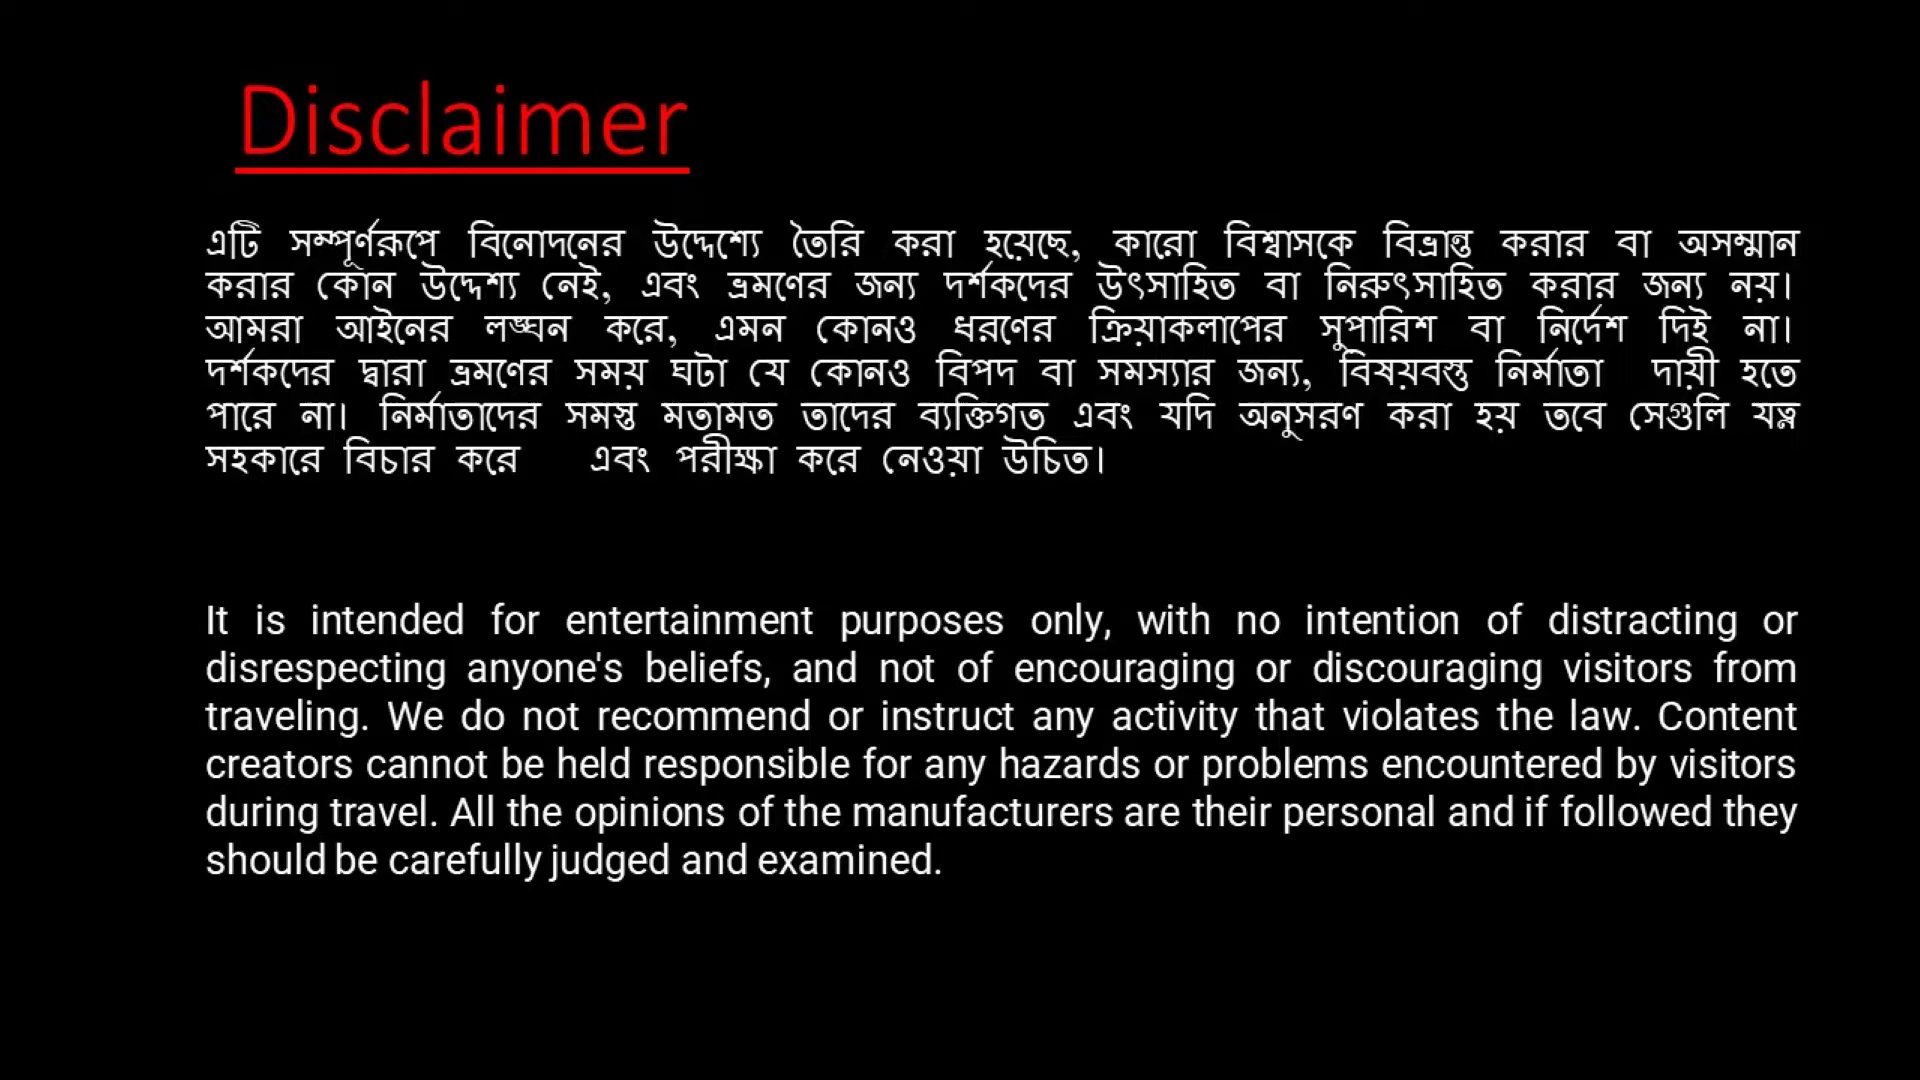 Disclaimer
এটি সম্পূর্ণরূপে বিনোদনের উদ্দেশ্যে তৈরি করা হয়েছে, কারো বিশ্বাসকে বিভ্রান্ত করার বা অসম্মান
করার কোন উদ্দেশ্য নেই, এবং ভ্রমণের জন্য দর্শকদের উৎসাহিত বা নিরুৎসাহিত করার জন্য নয়।
আমরা আইনের লঙ্ঘন করে, এমন কোনও ধরণের ক্রিয়াকলাপের সুপারিশ বা নির্দেশ দিই না।
দর্শকদের দ্বারা ভ্রমণের সময় ঘটা যে কোনও বিপদ বা সমস্যার জন্য, বিষয়বস্তু নির্মাতা দায়ী হতে
পারে না। নির্মাতাদের সমস্ত মতামত তাদের ব্যক্তিগত এবং যদি অনুসরণ করা হয় তবে সেগুলি যত্ন
সহকারে বিচার করে এবং পরীক্ষা করে নেওয়া উচিত।
It is intended for entertainment purposes only, with no intention of distracting or
disrespecting anyone's beliefs, and not of encouraging or discouraging visitors from
traveling. We do not recommend or instruct any activity that violates the law. Content
creators cannot be held responsible for any hazards or problems encountered by visitors
during travel. All the opinions of the manufacturers are their personal and if followed they
should be carefully judged and examined.